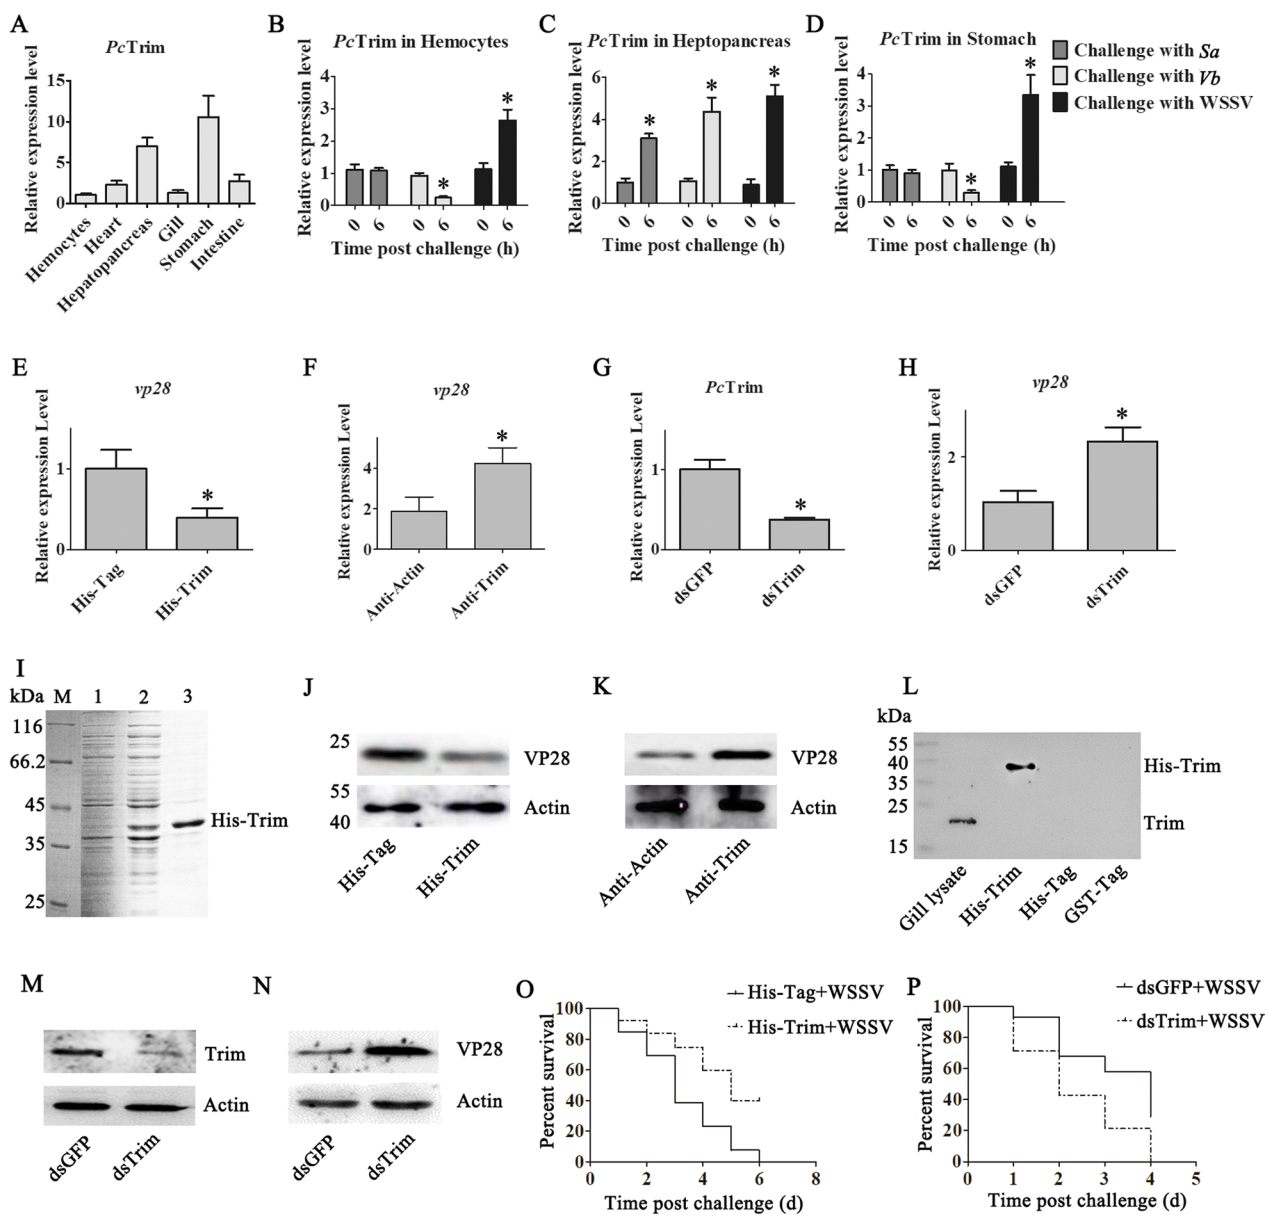 A
PcTrim
Relative expression level
15
10
5
0
Hemocytes
Heart
Hepatopancreas
Gill
Stomach
Intestine
B
PcTrim in Hemocytes
Relative expression level
4
3
2
1
0
*
*
0 6 0 6 0 6
Time post challenge (h)
C
PcTrim in Heptopancreas
Relative expression level
6
4
2
0
*
*
*
0 6 0 6 0 6
Time post challenge (h)
D
PcTrim in Stomach
Relative expression level
4
3
2
1
0
*
*
0 6 0 6 0 6
Time post challenge (h)
Challenge with Sa
Challenge with Vb
Challenge with WSSV
E
vp28
Relative expression Level
1
0
*
His-Tag
His-Trim
F
vp28
Relative expression Level
4
2
0
*
Anti-Actin
Anti-Trim
G
PcTrim
Relative expression Level
1
0
*
dsGFP
dsTrim
H
vp28
Relative expression Level
2
0
*
dsGFP
dsTrim
I
kDa M 1 2 3
116
66.2
45
35
25
His-Trim
J
25
55
40
VP28
Actin
His-Tag
His-Trim
K
VP28
Actin
Anti-Actin
Anti-Trim
L
kDa
55
40
35
25
15
His-Trim
Trim
Gill lysate
His-Trim
His-Tag
GST-Tag
M
Trim
Actin
dsGFP
dsTrim
N
VP28
Actin
dsGFP
dsTrim
O
His-Tag+WSSV
His-Trim+WSSV
Percent survival
100
80
60
40
20
0
0 2 4 6 8
Time post challenge (d)
P
dsGFP+WSSV
dsTrim+WSSV
Percent survival
100
80
60
40
20
0
0 1 2 3 4 5
Time post challenge (d)